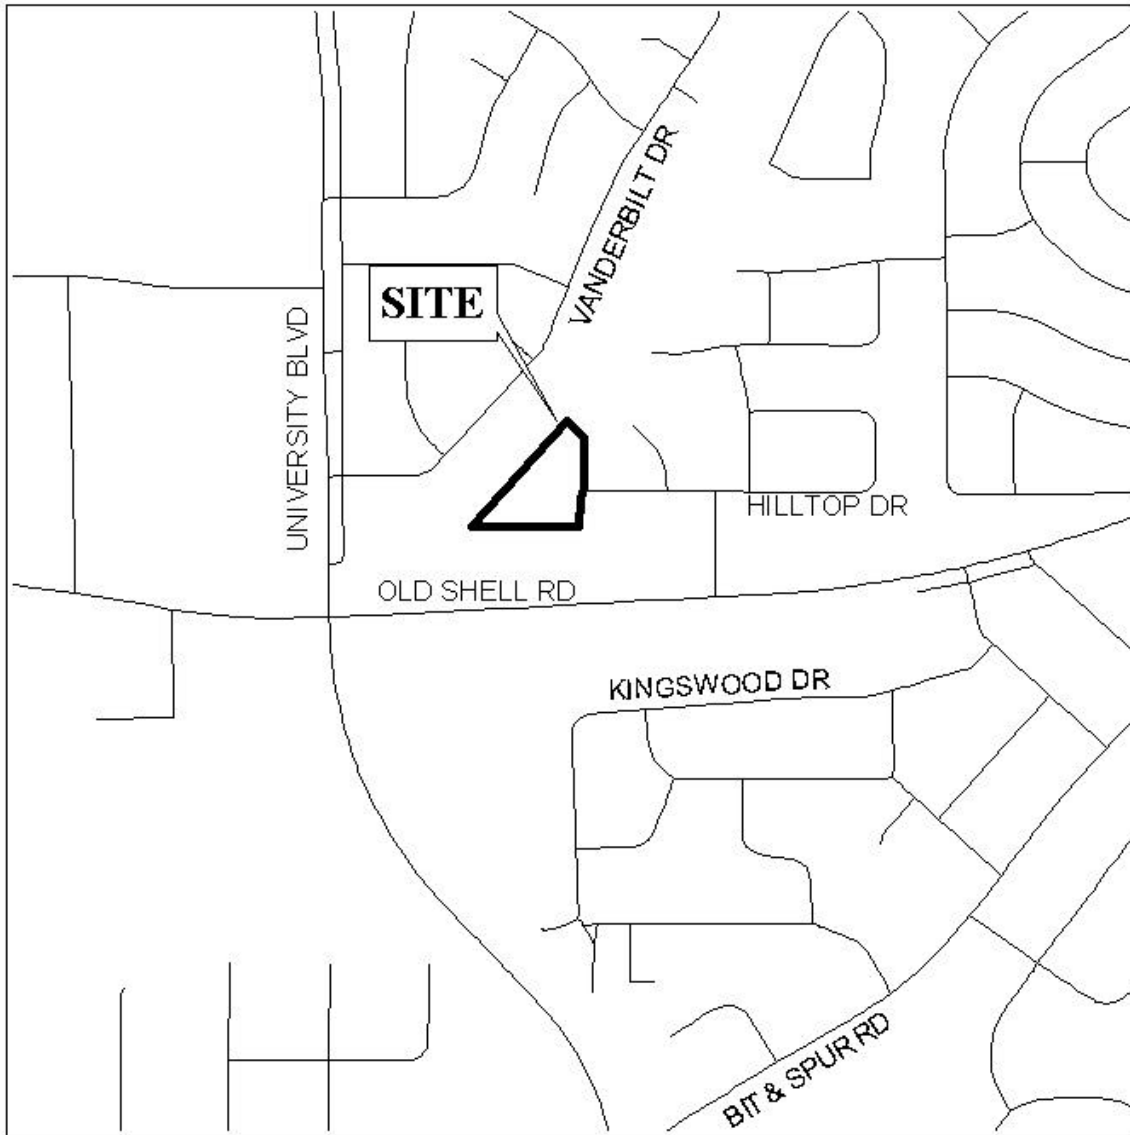 VANDERBILT DR
SITE
UNIVERSITY BLVD
HILLTOP DR
OLD SHELL RD
KINGSWOOD DR
BIT & SPUR RD